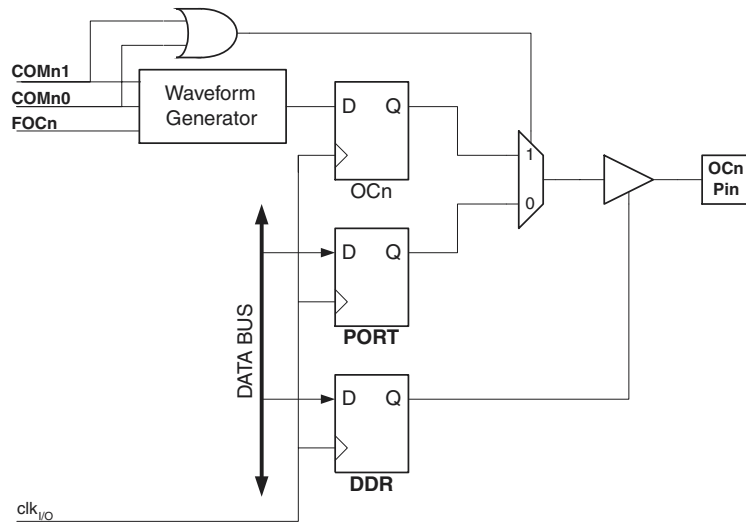 COMn1
COMn0
FOCn
Waveform
Generator
D Q
OCn
1
0
OCn
Pin
D Q
PORT
DATA BUS
D Q
DDR
clkI/O